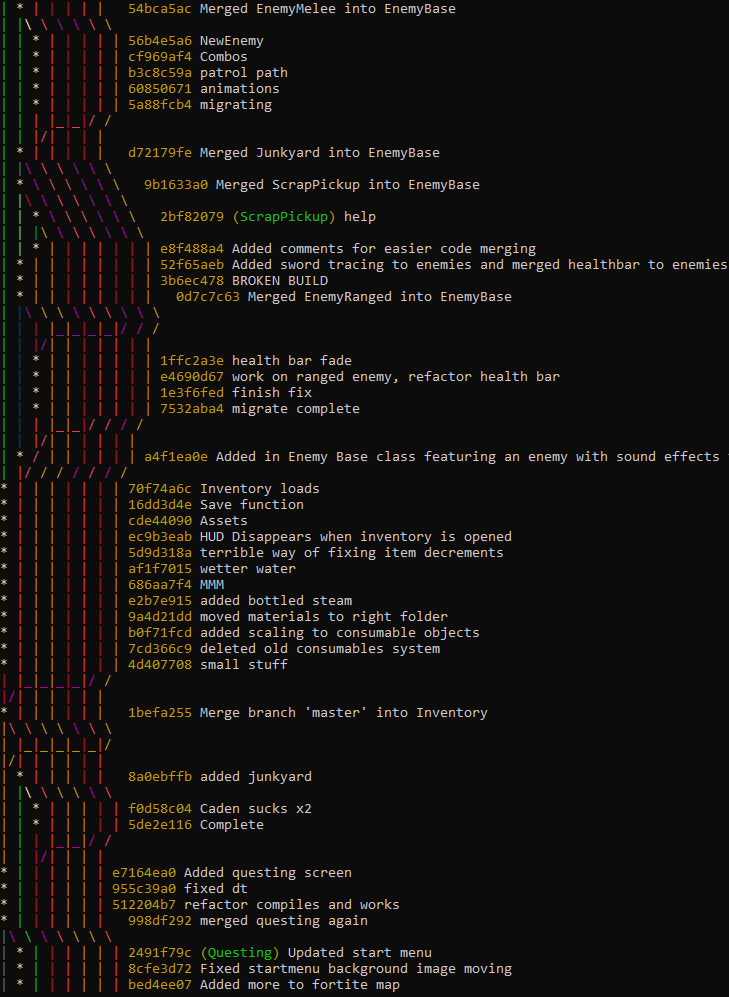 54bca5ac Merged EnemyMelee into EnemyBase
56b4e5a6 NewEnemy
cf969af4 Combos
b3c8c59a patrol path
60850671 animations
5a88fcb4 migrating
d72179fe Merged Junkyard into EnemyBase
9b1633a0 Merged ScrapPickup into EnemyBase
2bf82079 (ScrapPickup) help
e8f488a4 Added comments for easier code merging
52f65aeb Added sword tracing to enemies and merged healthbar to enemies
3b6ec478 BROKEN BUILD
0d7c7c63 Merged EnemyRanged into EnemyBase
1ffc2a3e health bar fade
e4690d67 work on ranged enemy, refactor health bar
1e3f6fed finish fix
7532aba4 migrate complete
a4f1ea0e Added in Enemy Base class featuring an enemy with sound effects
70f74a6c Inventory loads
16dd3d4e Save function
cde44090 Assets
ec9b3eab HUD Disappears when inventory is opened
5d9d318a terrible way of fixing item decrements
af1f7015 wetter water
686aa7f4 MMM
e2b7e915 added bottled steam
9a4d21dd moved materials to right folder
b0f71fcd added scaling to consumable objects
7cd366c9 deleted old consumables system
4d407708 small stuff
1befa255 Merge branch 'master' into Inventory
8a0ebffb added junkyard
f0d58c04 Caden sucks x2
5de2e116 Complete
e7164ea0 Added questing screen
955c39a0 fixed dt
512204b7 refactor compiles and works
998df292 merged questing again
2491f79c (Questing) Updated start menu
8cfe3d72 Fixed startmenu background image moving
bed4ee07 Added more to fortite map